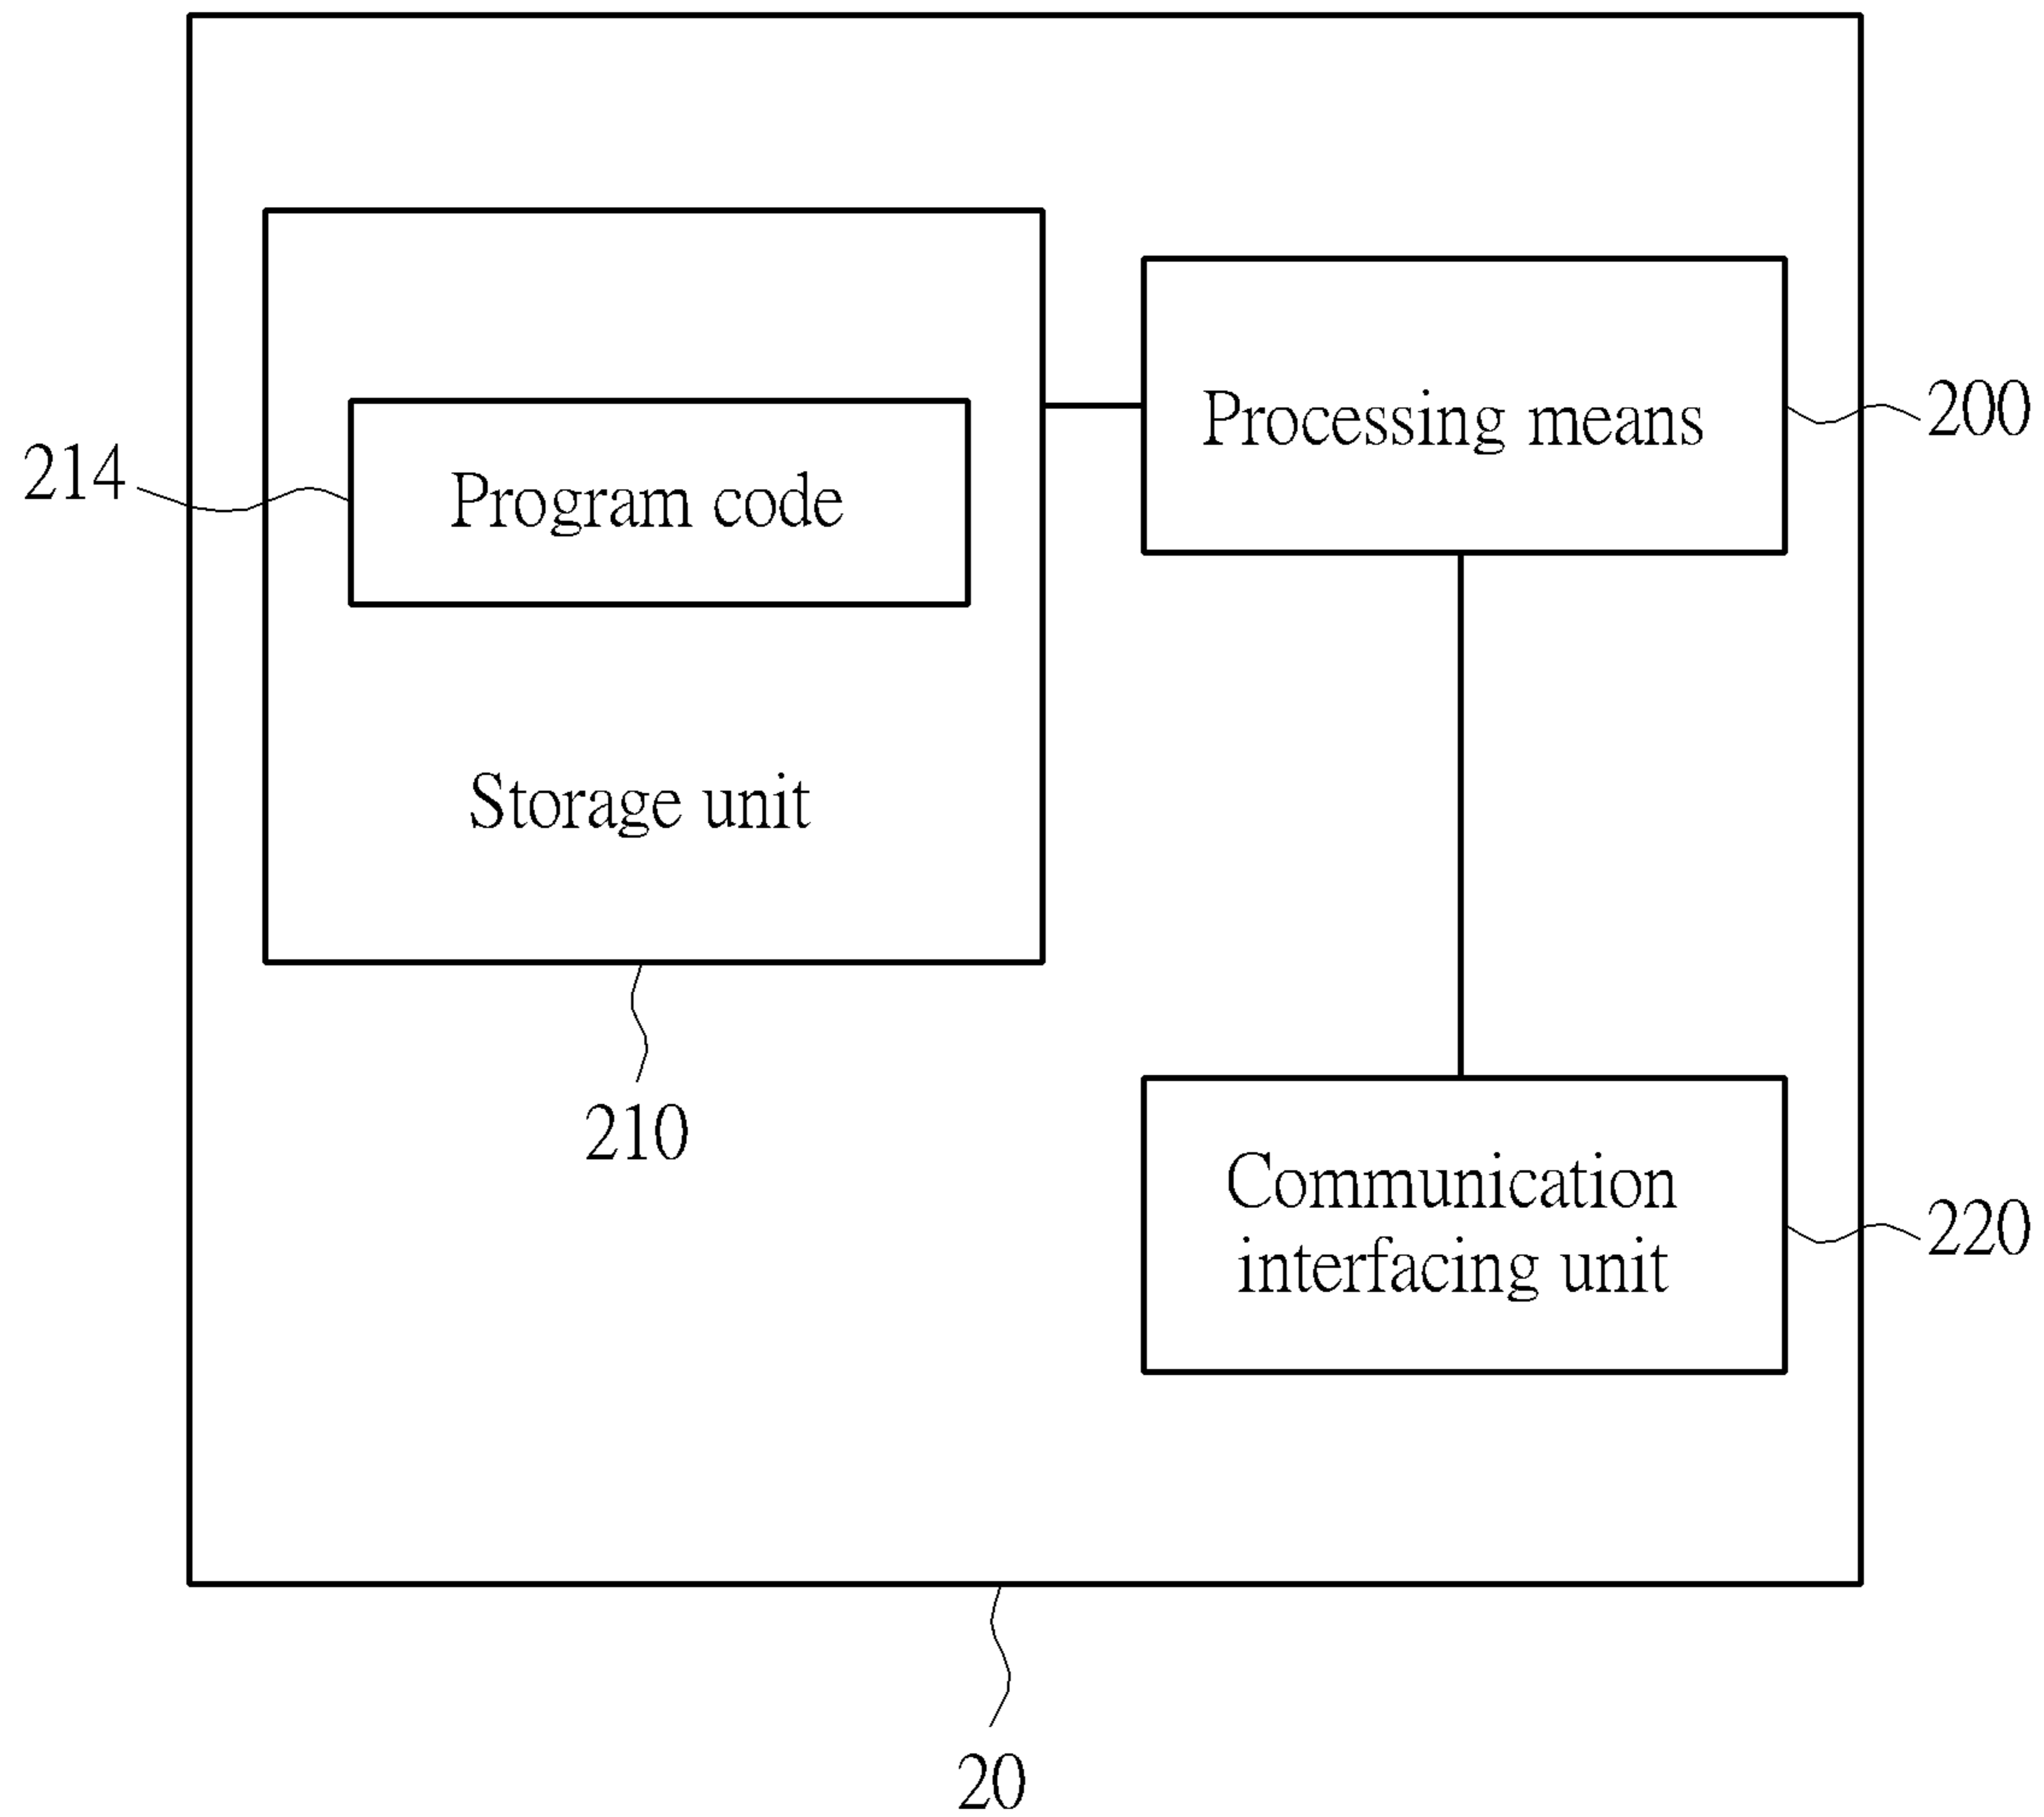 Processing means
200
214
Program code
Storage unit
210
Communication
interfacing unit
220
20